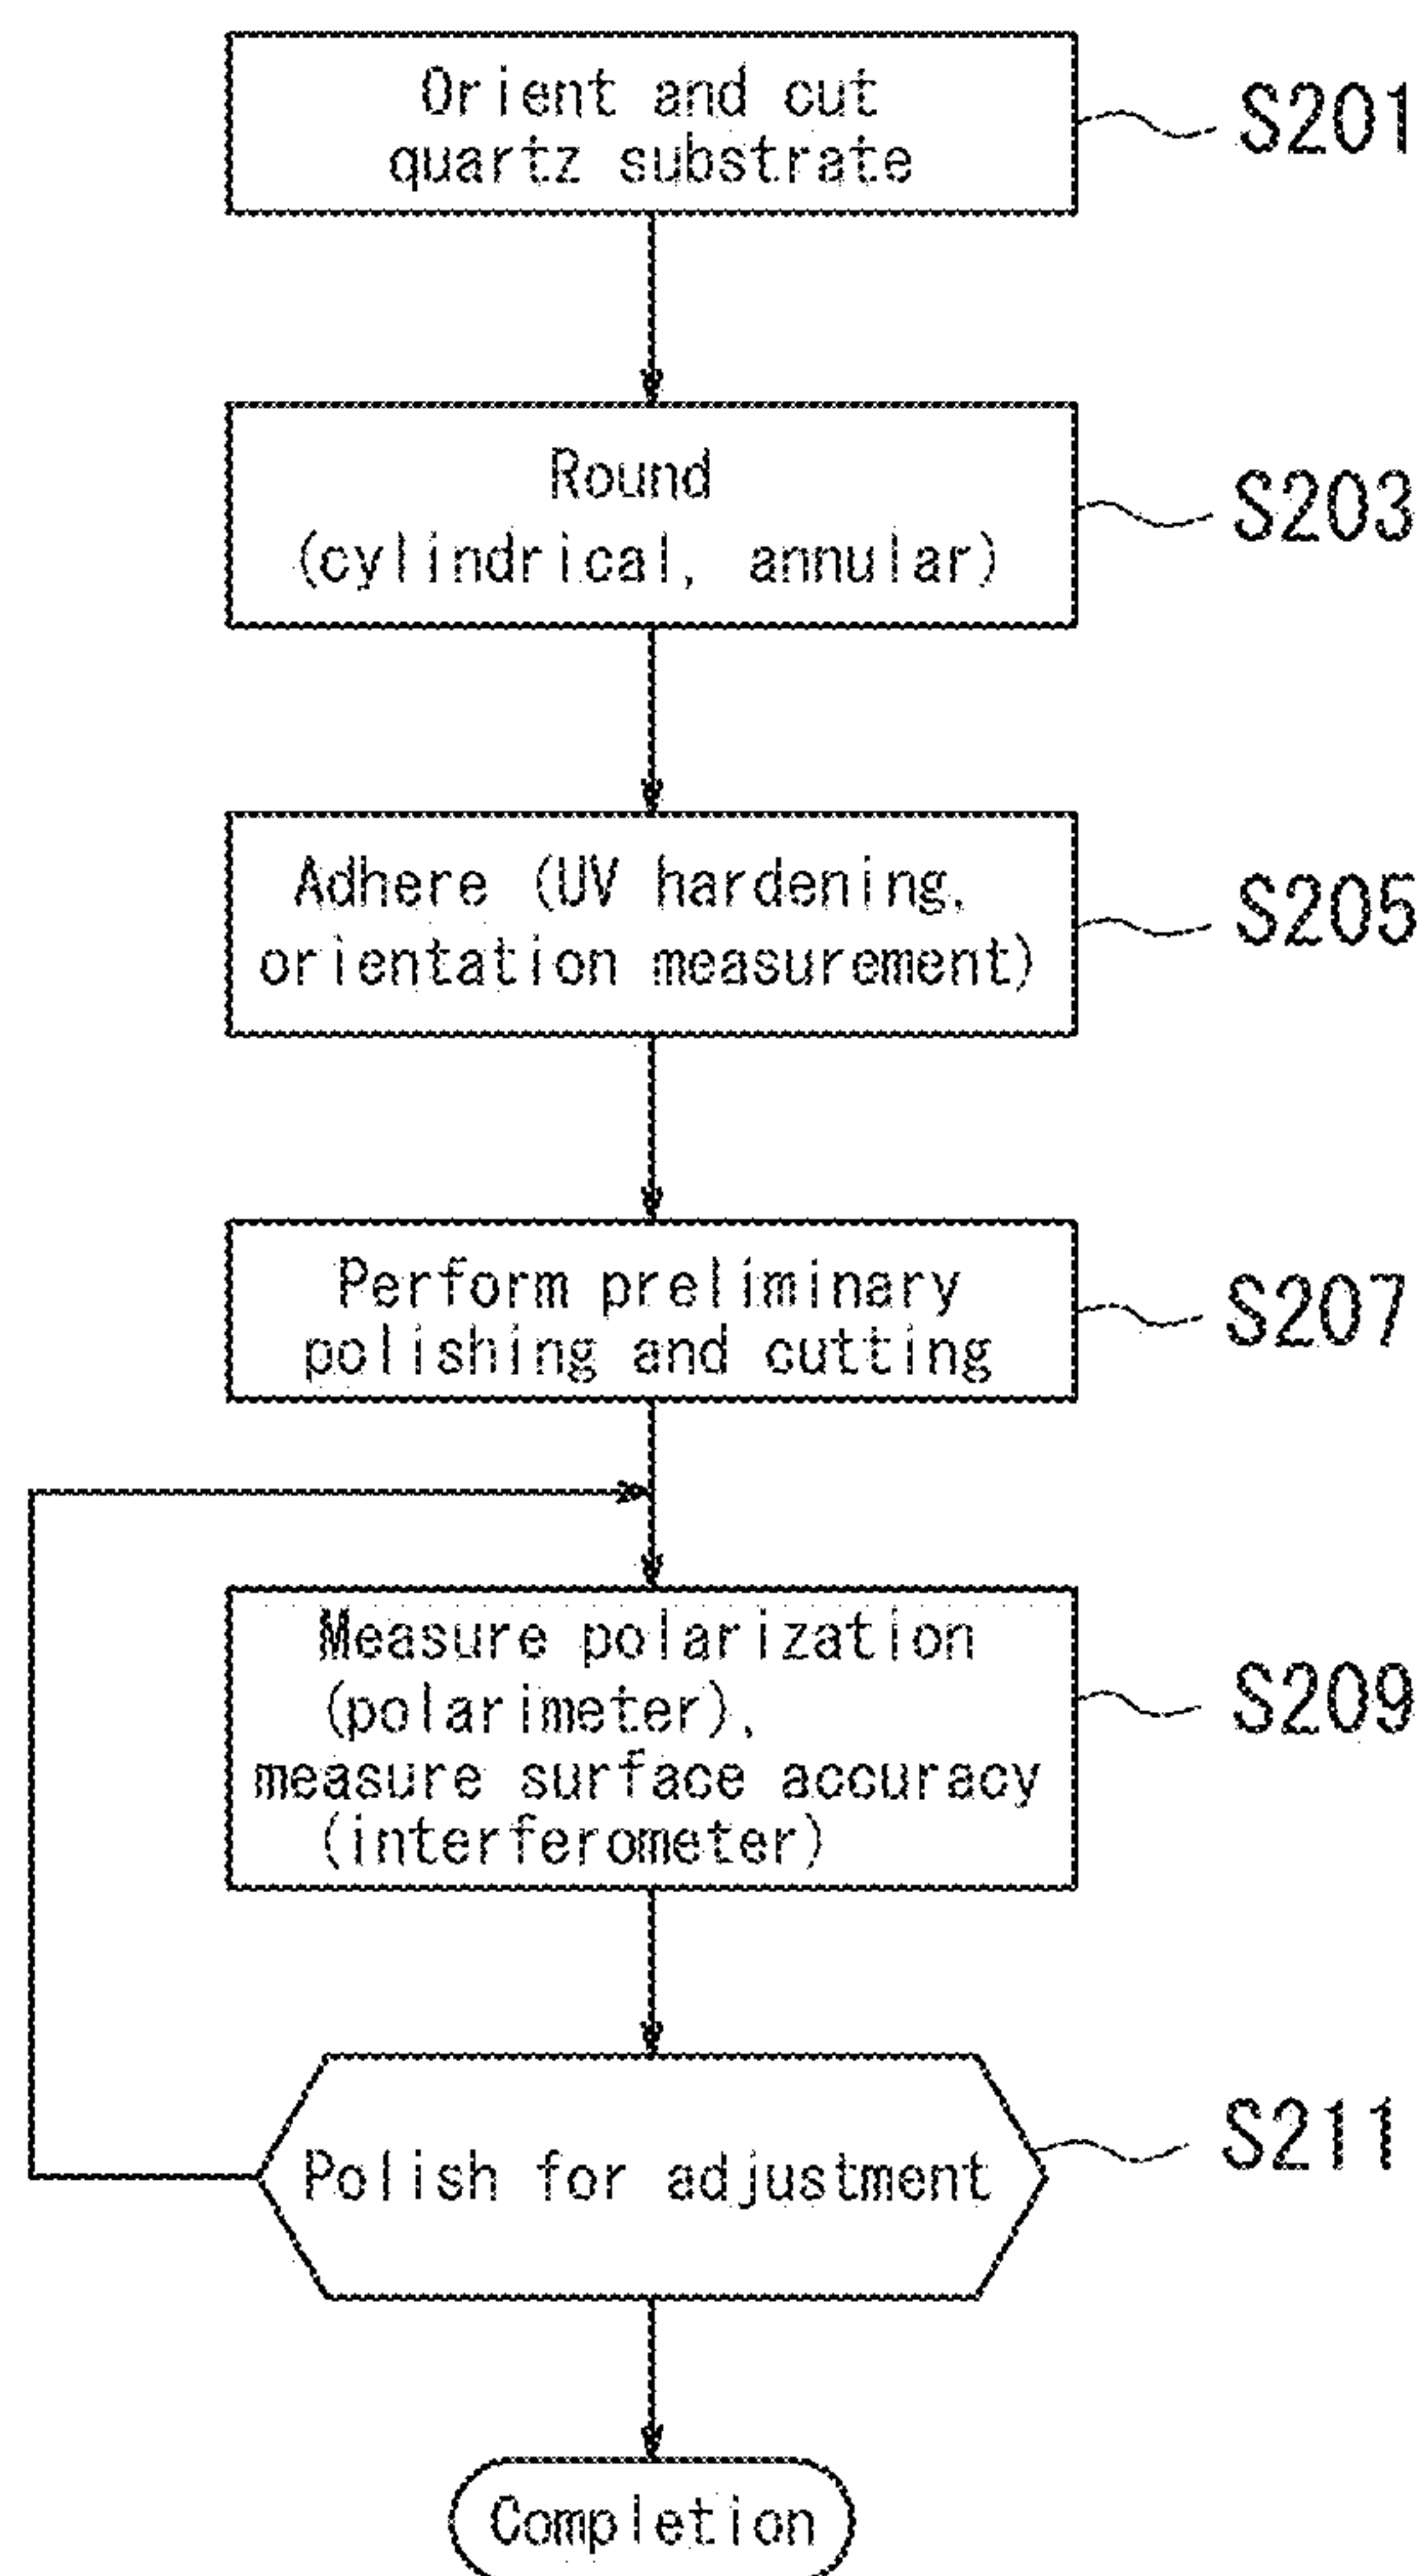 Orient and cut
quartz substrate
S201
Round
(cylindrical, annular)
S203
Adhere (UV hardening,
orientation measurement)
S205
Perform preliminary
polishing and cutting
S207
Measure polarization
(polarimeter),
measure surface accuracy
(interferometer)
S209
Polish for adjustment
S211
Completion